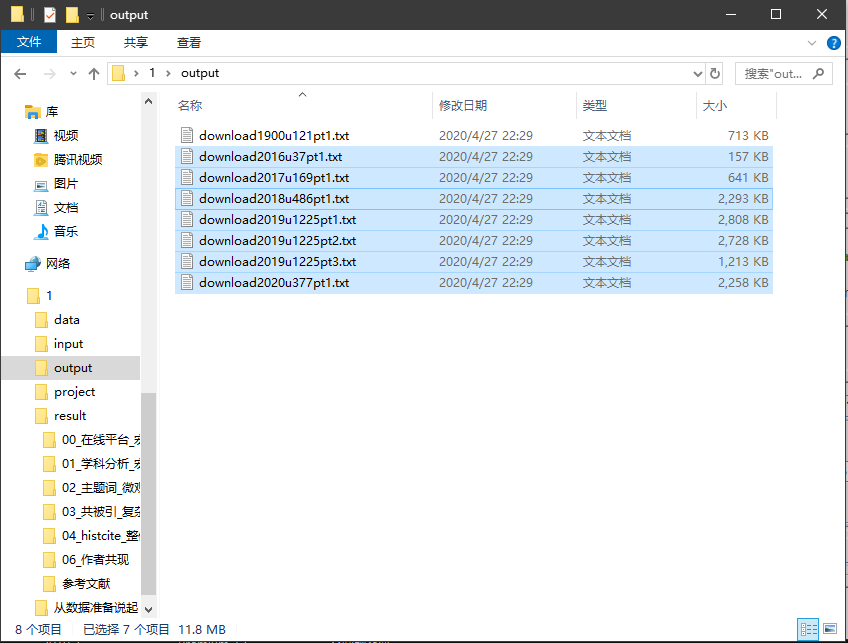 output
文件 主页 共享 查看
1 output 搜索"out...
库
视频
腾讯视频
图片
文档
音乐
网络
1
data
input
output
project
result
00_在线平台_
01_学科分析_
02_主题词_微
03_共被引_复
04_histcite_整
06_作者共现
参考文献
从数据准备说起
名称 修改日期 类型 大小
download1900u121pt1.txt 2020/4/27 22:29 文本文档 713 KB
download2016u37pt1.txt 2020/4/27 22:29 文本文档 157 KB
download2017u169pt1.txt 2020/4/27 22:29 文本文档 641 KB
download2018u486pt1.txt 2020/4/27 22:29 文本文档 2,293 KB
download2019u1225pt1.txt 2020/4/27 22:29 文本文档 2,808 KB
download2019u1225pt2.txt 2020/4/27 22:29 文本文档 2,728 KB
download2019u1225pt3.txt 2020/4/27 22:29 文本文档 1,213 KB
download2020u377pt1.txt 2020/4/27 22:29 文本文档 2,258 KB
8 个项目 已选择 7 个项目 11.8 MB